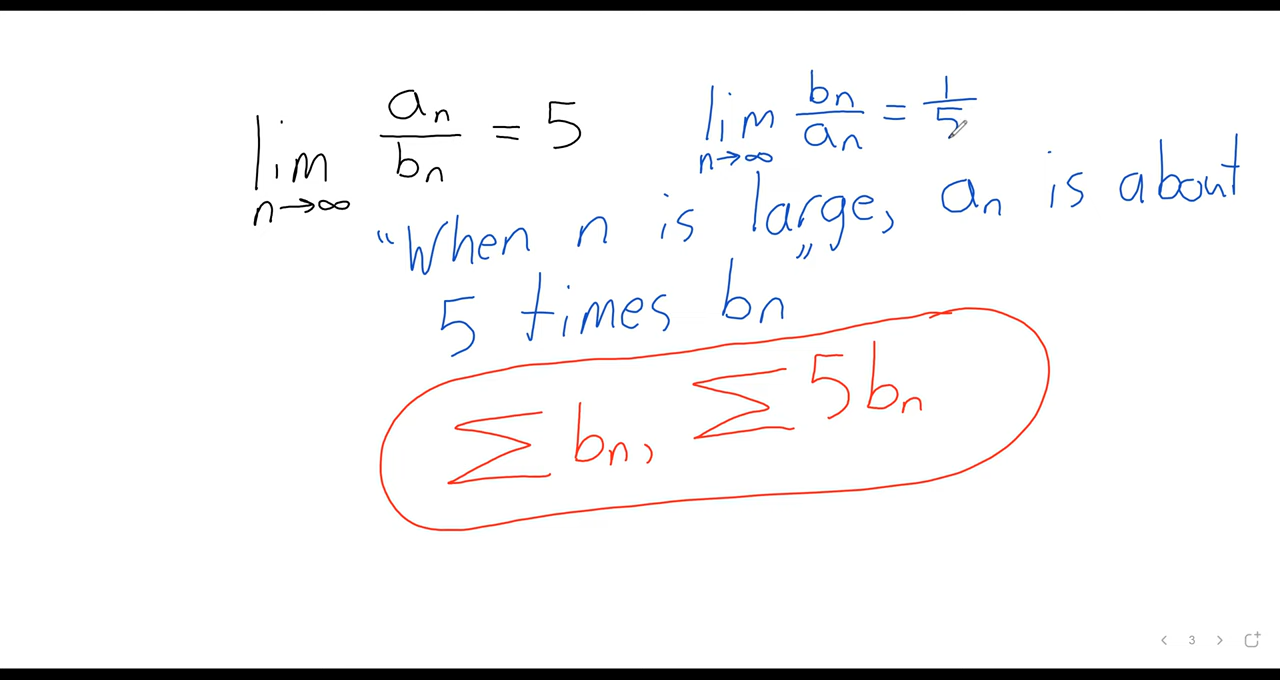 lim n→∞ an/bn = 5
lim n→∞ bn/an = 1/5
"When n is large, an is about
5 times bn"
∑ bn, ∑ 5bn
3